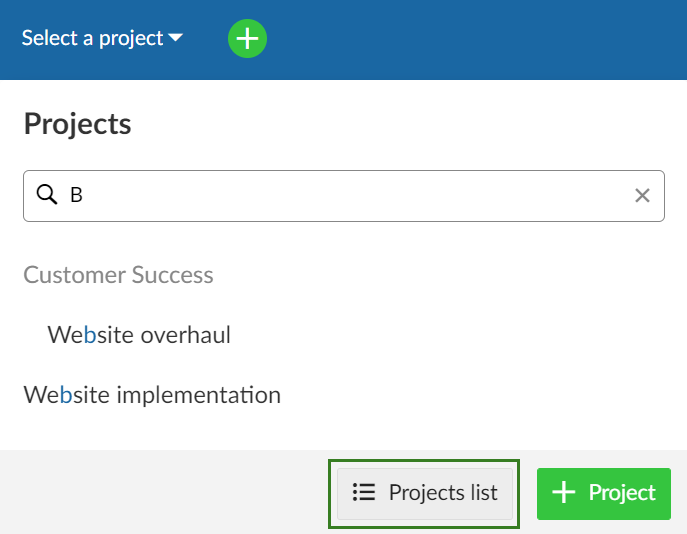 Select a project
Projects
B
Customer Success
Website overhaul
Website implementation
Projects list
Project